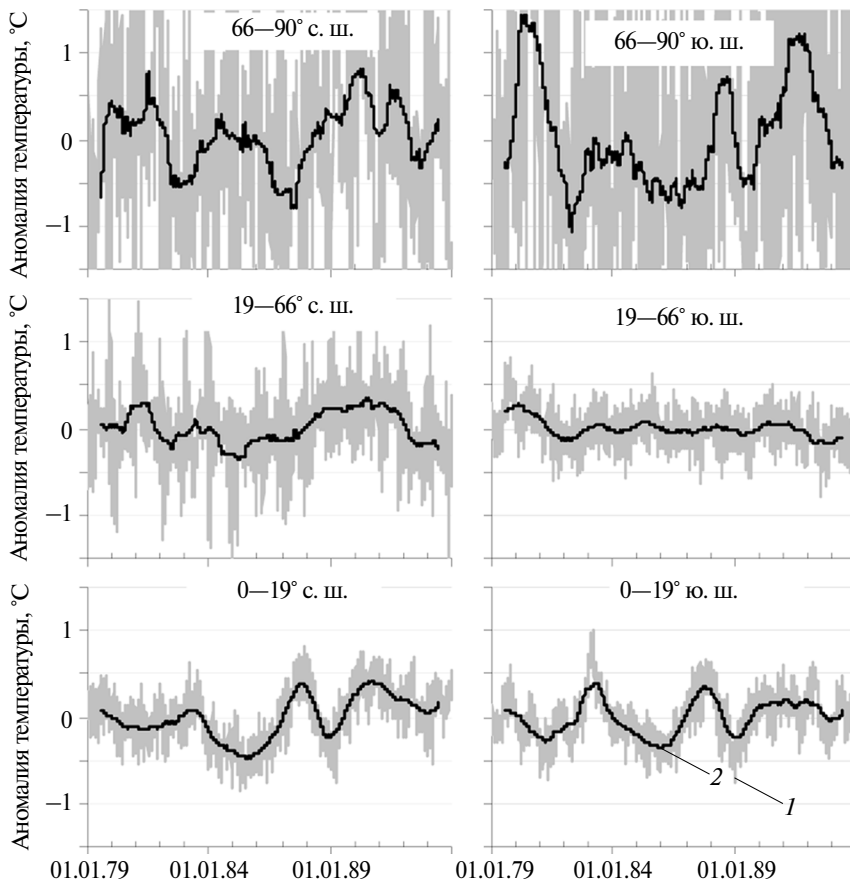 Аномалия температуры, °С
1
0
−1
66—90° с. ш.
66—90° ю. ш.
Аномалия температуры, °С
1
0
−1
19—66° с. ш.
19—66° ю. ш.
Аномалия температуры, °С
1
0
−1
0—19° с. ш.
0—19° ю. ш.
2
1
01.01.79 01.01.84 01.01.89
01.01.79 01.01.84 01.01.89